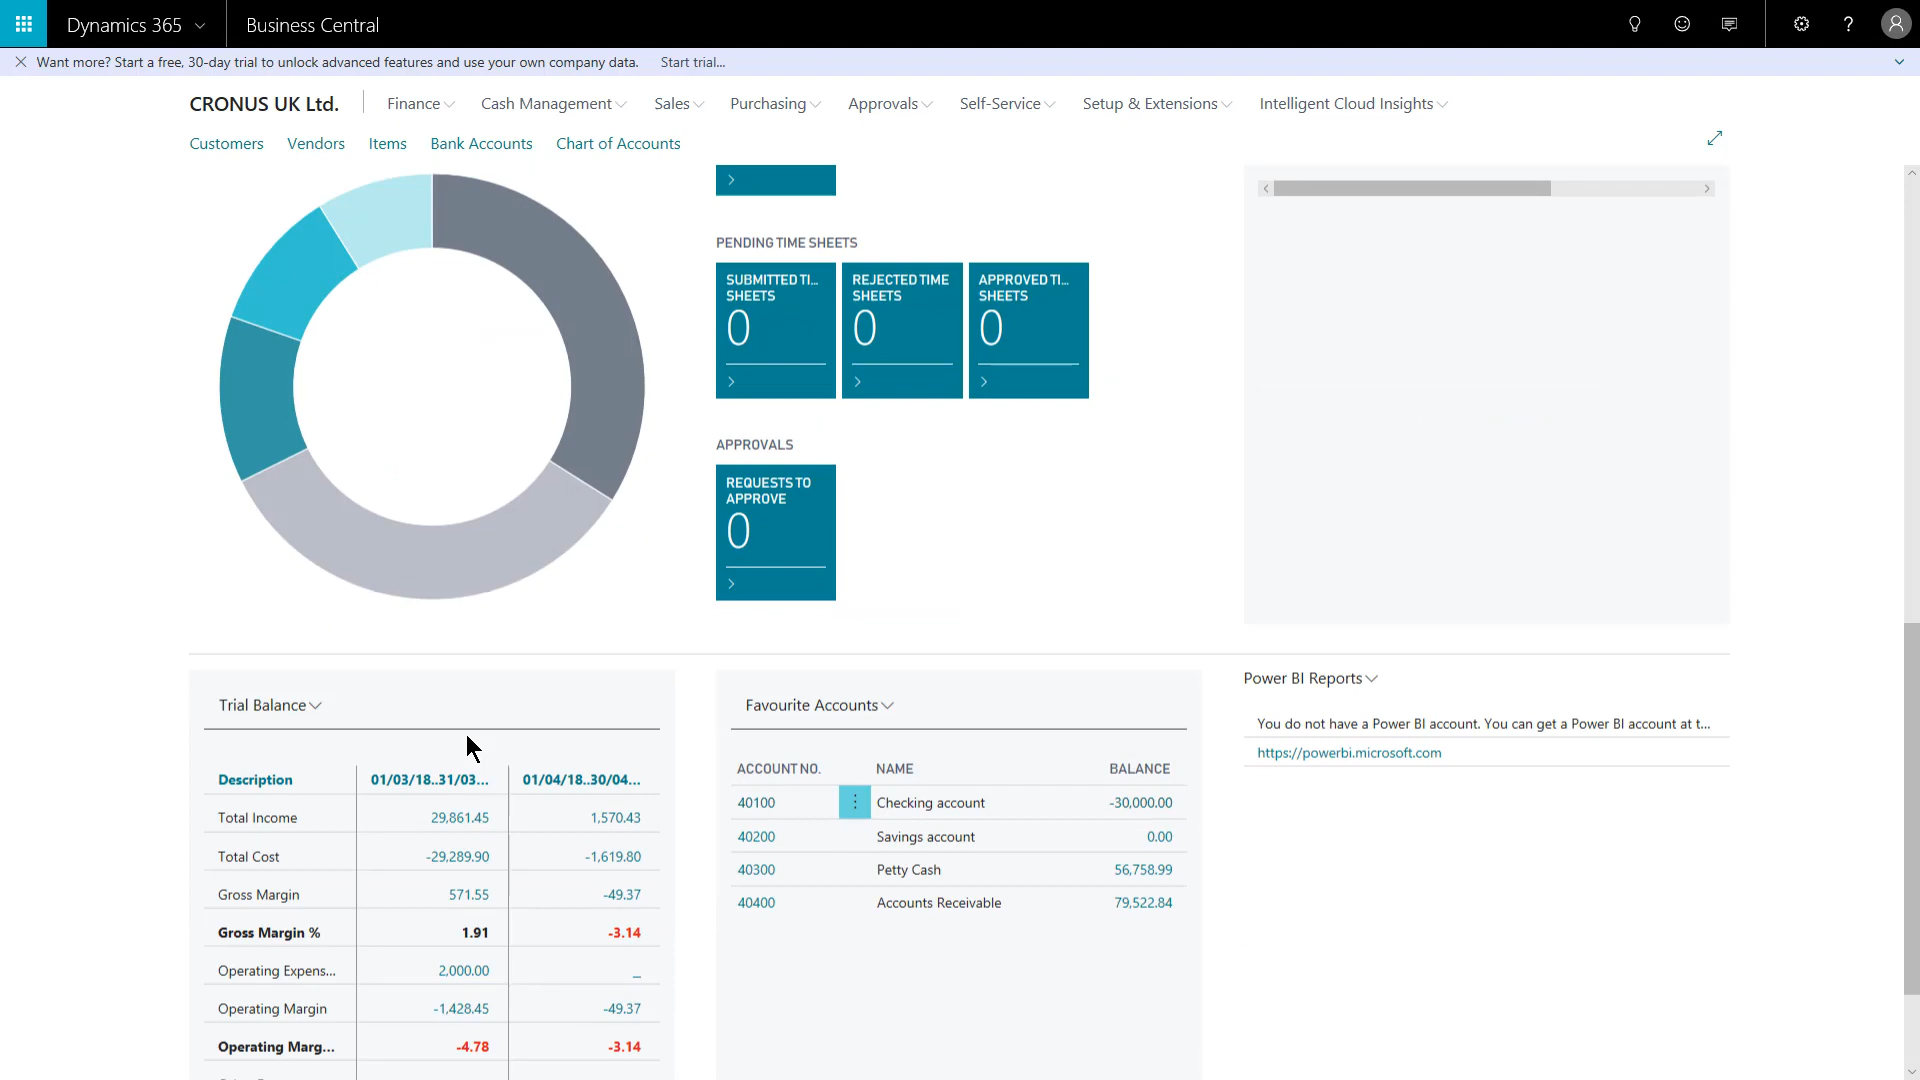 Dynamics 365 Business Central
Want more? Start a free, 30-day trial to unlock advanced features and use your own company data. Start trial...
CRONUS UK Ltd. Finance Cash Management Sales Purchasing Approvals Self-Service Setup & Extensions Intelligent Cloud Insights
Customers Vendors Items Bank Accounts Chart of Accounts
PENDING TIME SHEETS
SUBMITTED TI...
SHEETS
0
REJECTED TIME
SHEETS
0
APPROVED TI...
SHEETS
0
APPROVALS
REQUESTS TO
APPROVE
0
Trial Balance
Description 01/03/18..31/03... 01/04/18..30/04...
Total Income 29,861.45 1,570.43
Total Cost -29,289.90 -1,619.80
Gross Margin 571.55 -49.37
Gross Margin % 1.91 -3.14
Operating Expens... 2,000.00 _
Operating Margin -1,428.45 -49.37
Operating Marg... -4.78 -3.14
Favourite Accounts
ACCOUNT NO. NAME BALANCE
40100 Checking account -30,000.00
40200 Savings account 0.00
40300 Petty Cash 56,758.99
40400 Accounts Receivable 79,522.84
Power BI Reports
You do not have a Power BI account. You can get a Power BI account at t...
https://powerbi.microsoft.com